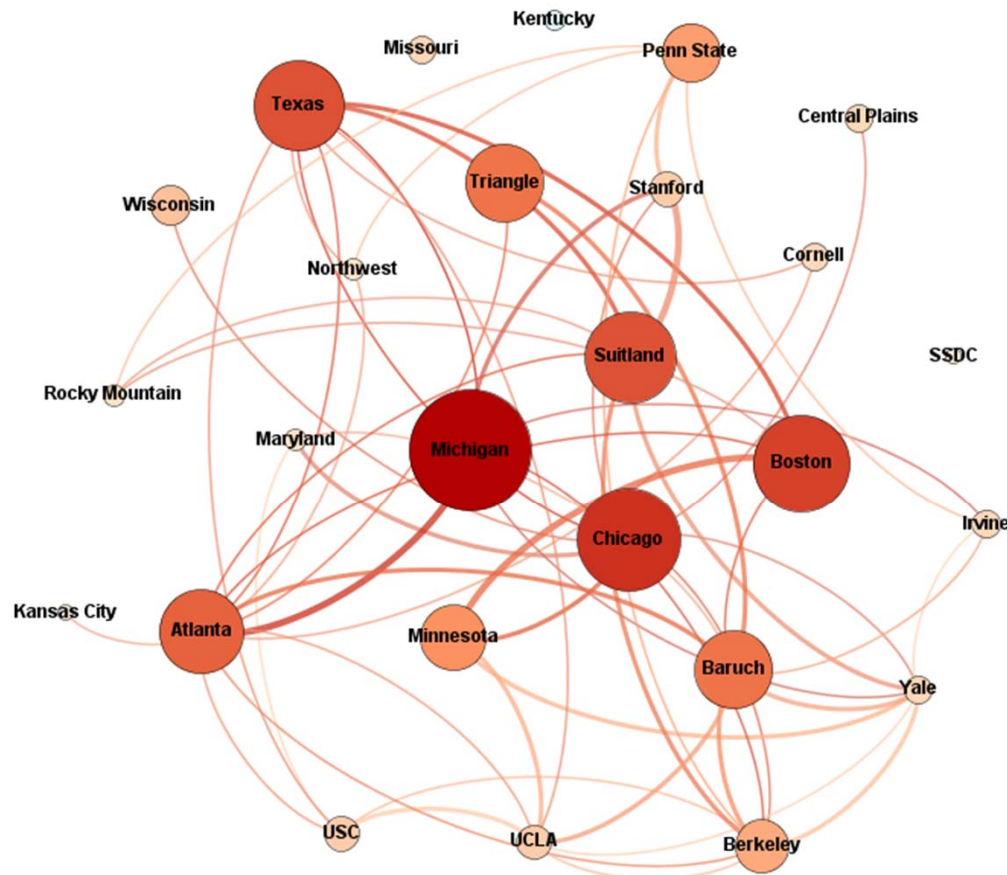 Kentucky
Missouri
Penn State
Texas
Central Plains
Triangle
Stanford
Wisconsin
Cornell
Northwest
Suitland
SSDC
Rocky Mountain
Maryland
Michigan
Boston
Irvine
Chicago
Kansas City
Atlanta
Minnesota
Baruch
Yale
USC
UCLA
Berkeley